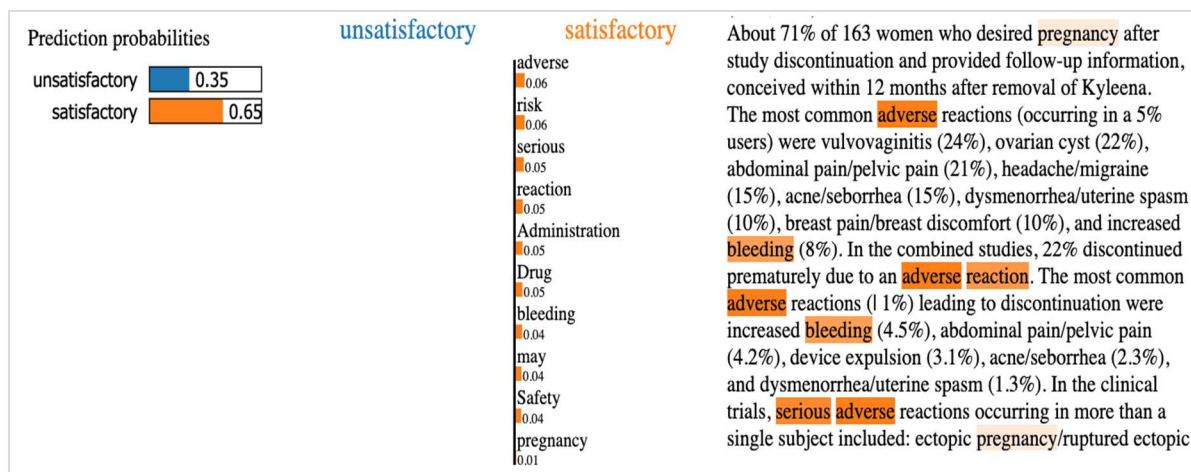 Prediction probabilities
unsatisfactory 0.35
satisfactory 0.65
unsatisfactory satisfactory
adverse
0.06
risk
0.06
serious
0.05
reaction
0.05
Administration
0.05
Drug
0.05
bleeding
0.04
may
0.04
Safety
0.04
pregnancy
0.01
About 71% of 163 women who desired pregnancy after
study discontinuation and provided follow-up information,
conceived within 12 months after removal of Kyleena.
The most common adverse reactions (occurring in a 5%
users) were vulvovaginitis (24%), ovarian cyst (22%),
abdominal pain/pelvic pain (21%), headache/migraine
(15%), acne/seborrhea (15%), dysmenorrhea/uterine spasm
(10%), breast pain/breast discomfort (10%), and increased
bleeding (8%). In the combined studies, 22% discontinued
prematurely due to an adverse reaction. The most common
adverse reactions (| 1%) leading to discontinuation were
increased bleeding (4.5%), abdominal pain/pelvic pain
(4.2%), device expulsion (3.1%), acne/seborrhea (2.3%),
and dysmenorrhea/uterine spasm (1.3%). In the clinical
trials, serious adverse reactions occurring in more than a
single subject included: ectopic pregnancy/ruptured ectopic